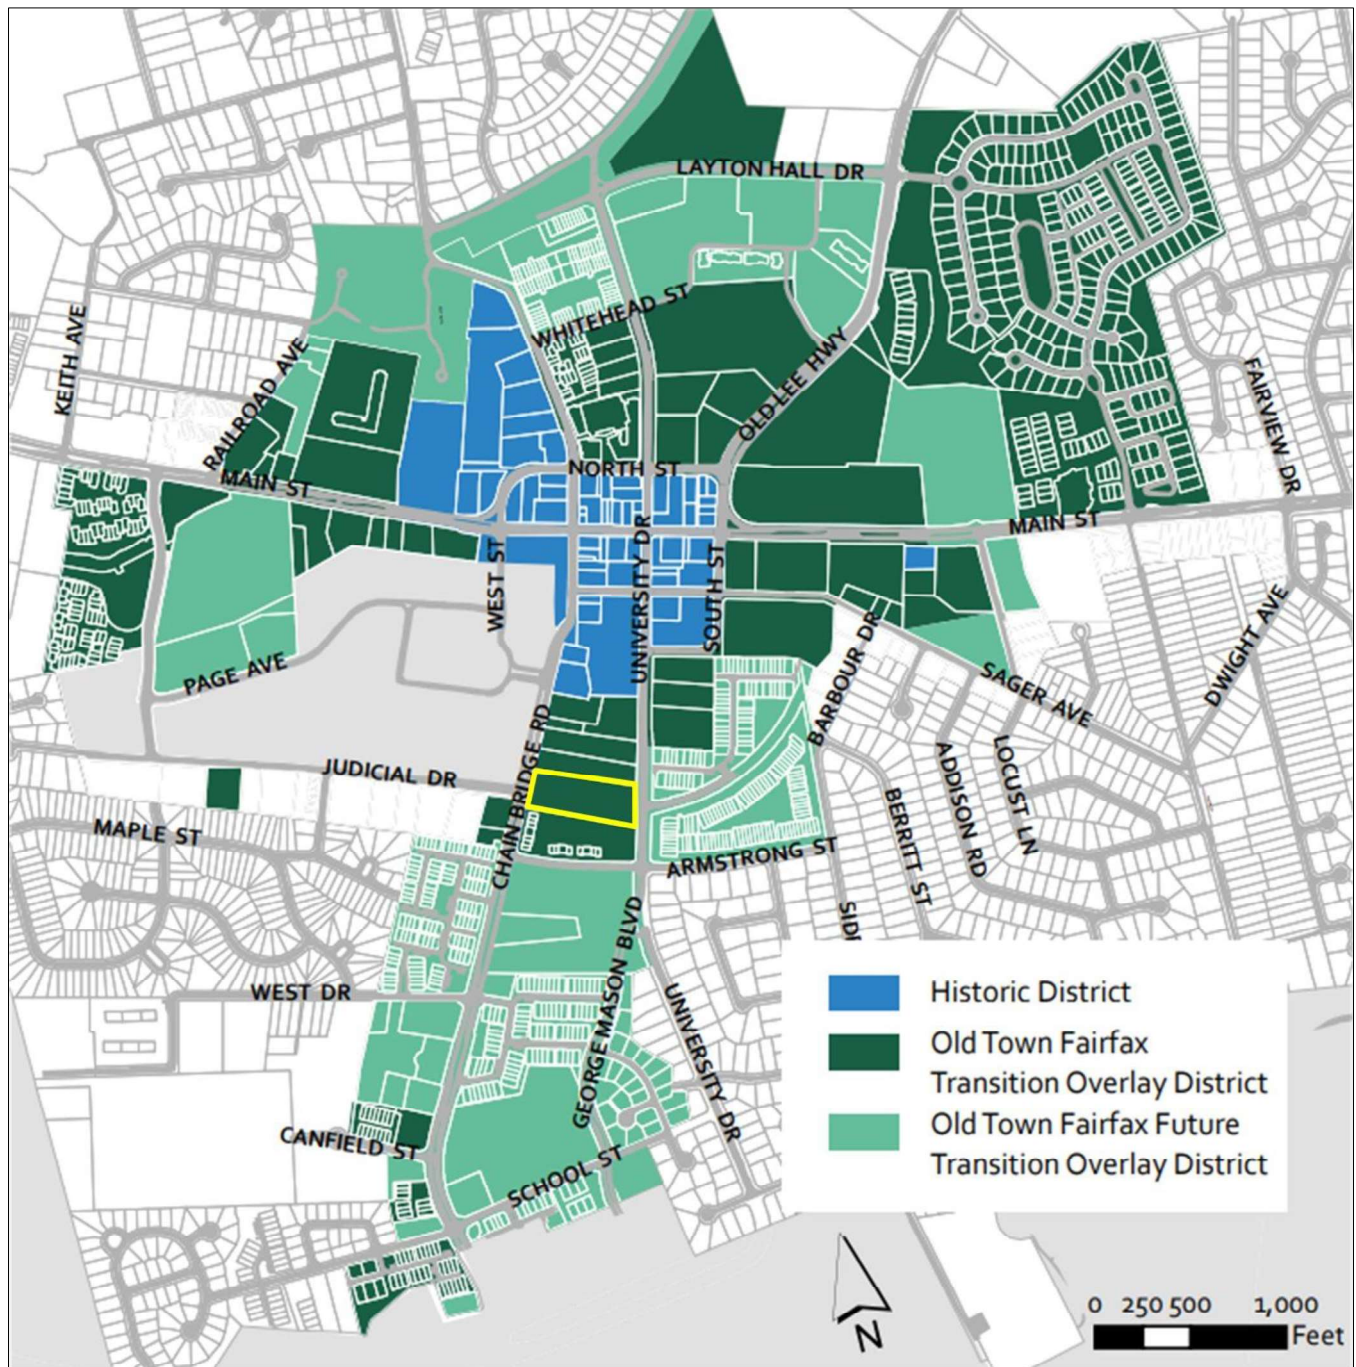 LAYTON HALL DR
WHITEHEAD ST
KEITH AVE
RAILROAD AVE
OLD LEE HWY
FAIRVIEW DR
NORTH ST
MAIN ST
MAIN ST
WEST ST
UNIVERSITY DR
SOUTH ST
DWIGHT AVE
PAGE AVE
BARBOUR DR
SAGER AVE
CHAIN BRIDGE RD
JUDICIAL DR
ADDISON RD
LOCUST LN
MAPLE ST
BERRITT ST
ARMSTRONG ST
SIDE
GEORGE MASON BLVD
WEST DR
UNIVERSITY DR
CANFIELD ST
SCHOOL ST
Historic District
Old Town Fairfax
Transition Overlay District
Old Town Fairfax Future
Transition Overlay District
N
0 250 500 1,000
Feet